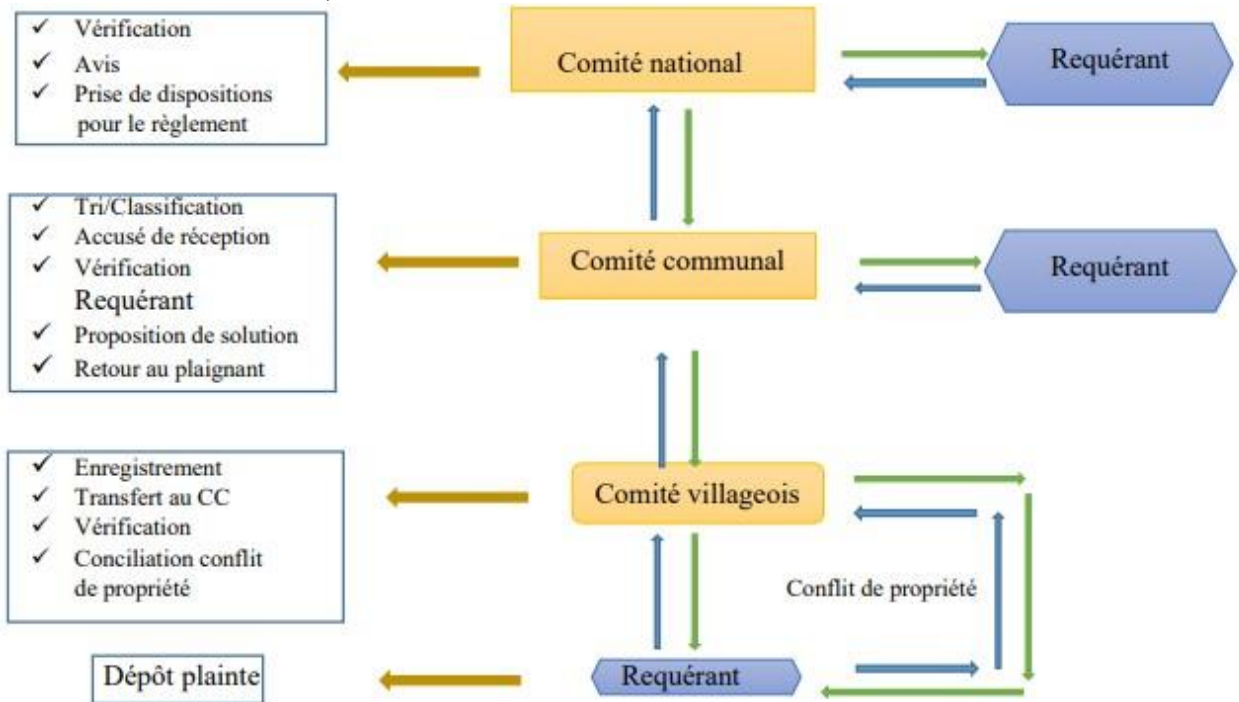 ✓ Vérification
✓ Avis
✓ Prise de dispositions
pour le règlement
Comité national
Requérant
✓ Tri/Classification
✓ Accusé de réception
✓ Vérification
Requérant
✓ Proposition de solution
✓ Retour au plaignant
Comité communal
Requérant
✓ Enregistrement
✓ Transfert au CC
✓ Vérification
✓ Conciliation conflit
de propriété
Comité villageois
Conflit de propriété
Dépôt plainte
Requérant